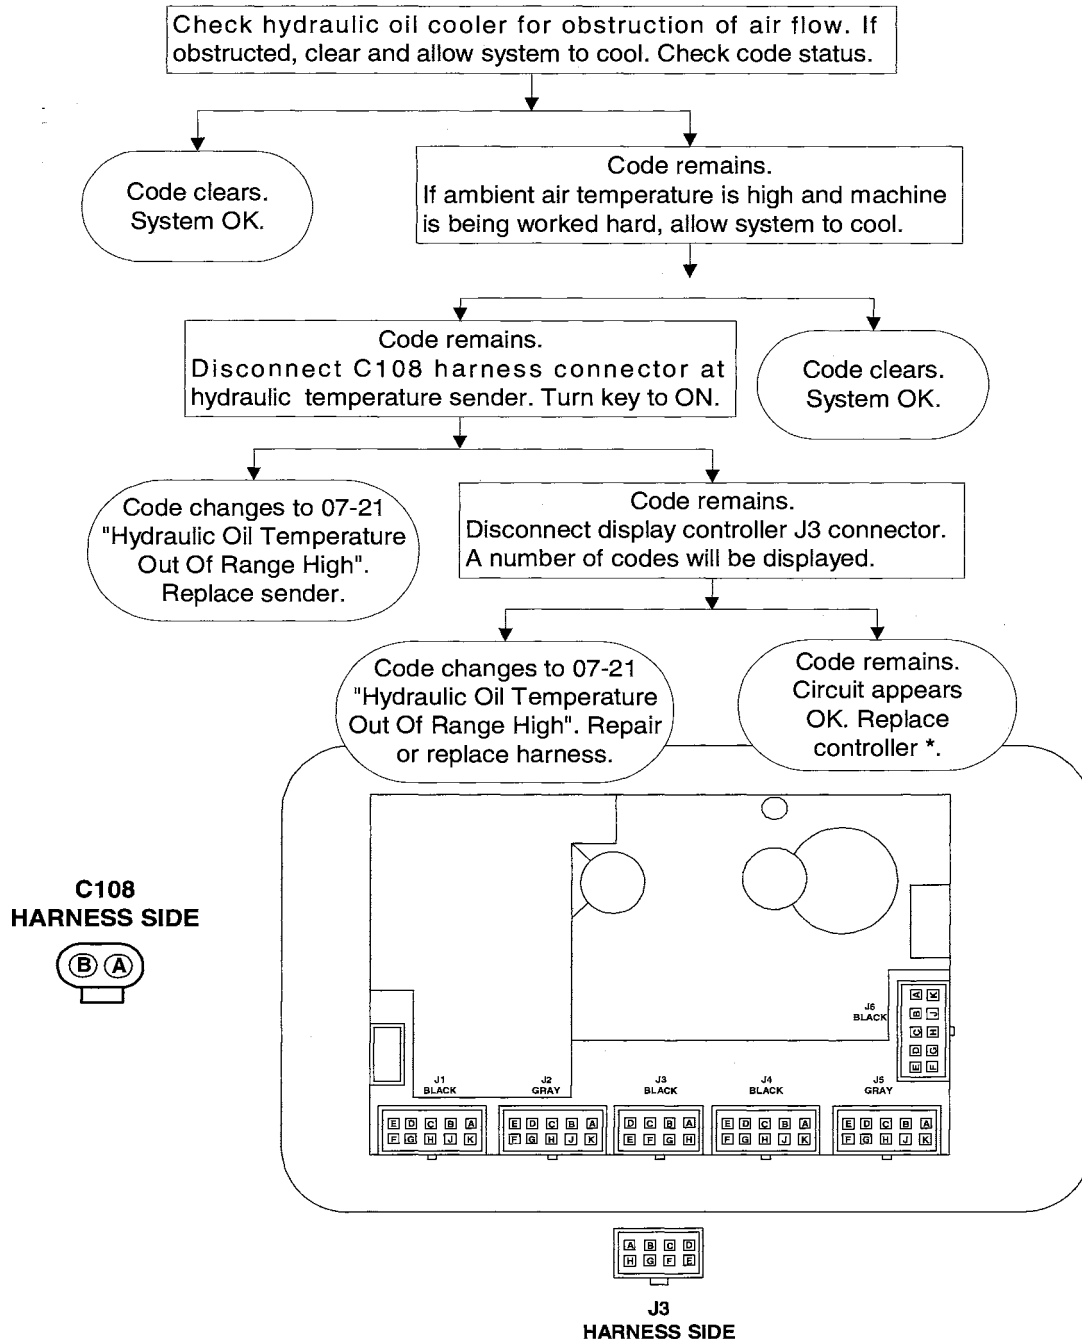 Check hydraulic oil cooler for obstruction of air flow. If
obstructed, clear and allow system to cool. Check code status.
Code clears.
System OK.
Code remains.
If ambient air temperature is high and machine
is being worked hard, allow system to cool.
Code remains.
Disconnect C108 harness connector at
hydraulic temperature sender. Turn key to ON.
Code clears.
System OK.
Code changes to 07-21
"Hydraulic Oil Temperature
Out Of Range High".
Replace sender.
Code remains.
Disconnect display controller J3 connector.
A number of codes will be displayed.
Code changes to 07-21
"Hydraulic Oil Temperature
Out Of Range High". Repair
or replace harness.
Code remains.
Circuit appears
OK. Replace
controller *.
C108
HARNESS SIDE
B A
J6
BLACK
A K
B J
C H
D G
E F
J1
BLACK
J2
GRAY
J3
BLACK
J4
BLACK
J5
GRAY
E D C B A
F G H J K
E D C B A
F G H J K
D C B A
E F G H
E D C B A
F G H J K
E D C B A
F G H J K
A B C D
H G F E
J3
HARNESS SIDE